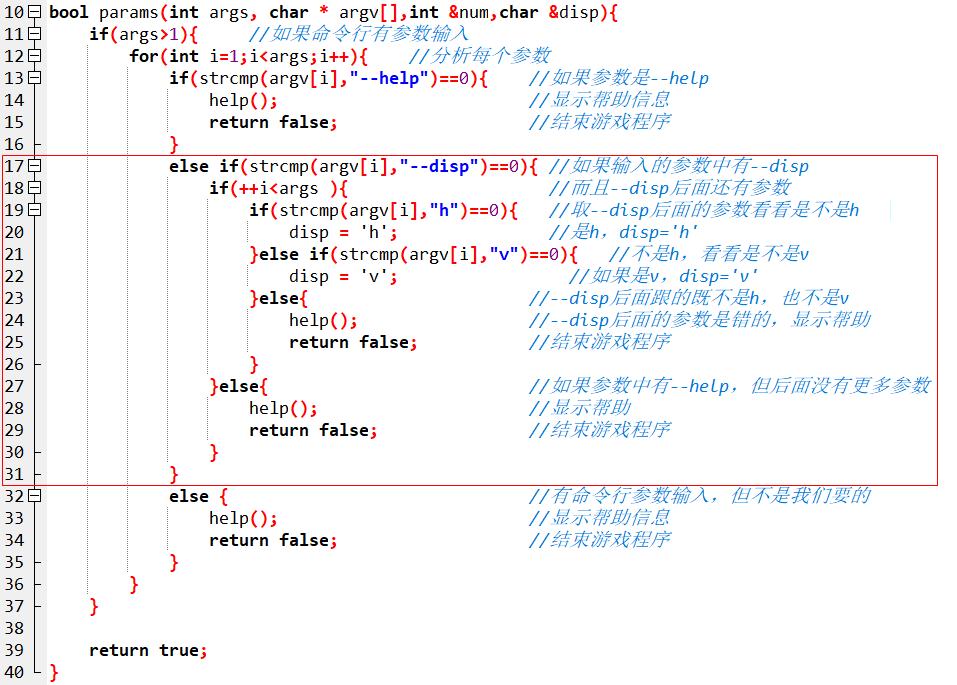 10 bool params(int args, char * argv[],int &num,char &disp){
11     if(args>1){     //如果命令行有参数输入
12         for(int i=1;i<args;i++){    //分析每个参数
13             if(strcmp(argv[i],"--help")==0){    //如果参数是--help
14                 help();                         //显示帮助信息
15                 return false;                   //结束游戏程序
16             }
17             else if(strcmp(argv[i],"--disp")==0){ //如果输入的参数中有--disp
18                 if(++i<args ){                    //而且--disp后面还有参数
19                     if(strcmp(argv[i],"h")==0){   //取--disp后面的参数看看是不是h
20                         disp = 'h';               //是h，disp='h'
21                     }else if(strcmp(argv[i],"v")==0){   //不是h，看看是不是v
22                         disp = 'v';                 //如果是v，disp='v'
23                     }else{                      //--disp后面跟的既不是h，也不是v
24                         help();                 //--disp后面的参数是错的，显示帮助
25                         return false;           //结束游戏程序
26                     }
27                 }else{                          //如果参数中有--help，但后面没有更多参数
28                     help();                     //显示帮助
29                     return false;               //结束游戏程序
30                 }
31             }
32             else {                              //有命令行参数输入，但不是我们要的
33                 help();                         //显示帮助信息
34                 return false;                   //结束游戏程序
35             }
36         }
37     }
38
39     return true;
40 }